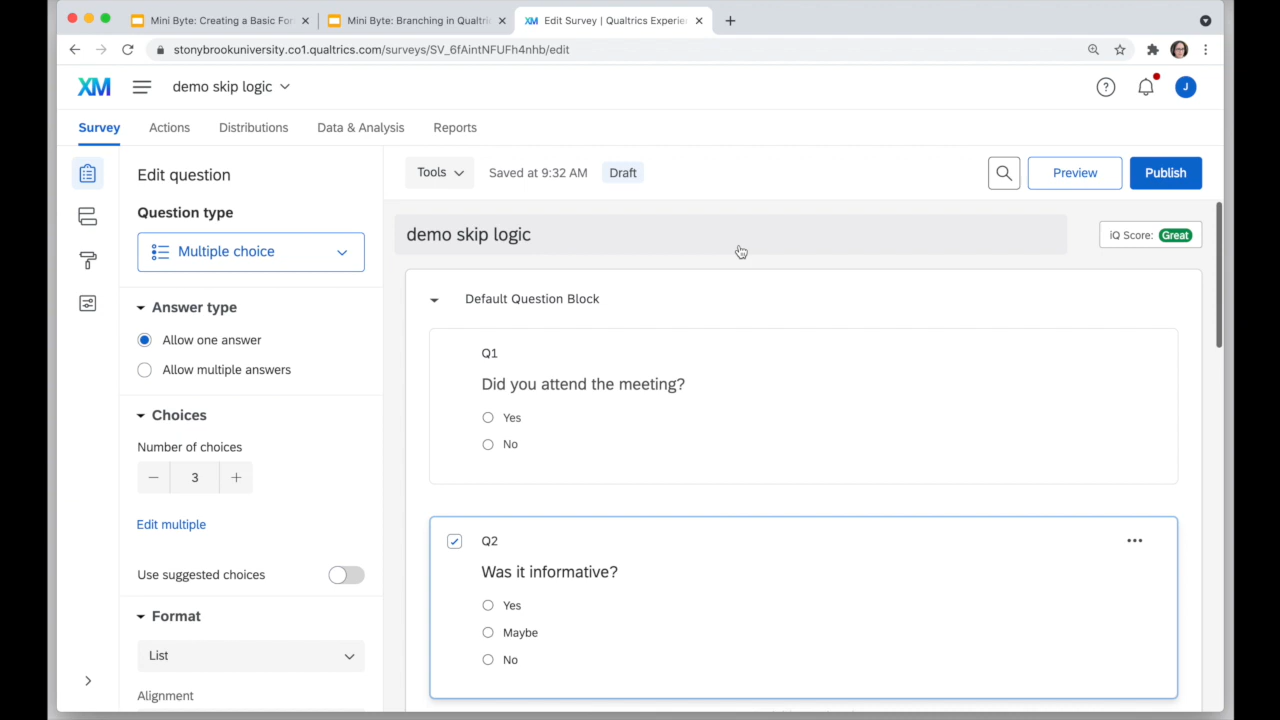 Mini Byte: Creating a Basic For
Mini Byte: Branching in Qualtric
XM Edit Survey | Qualtrics Experie
stonybrookuniversity.co1.qualtrics.com/surveys/SV_6fAintNFUFh4nhb/edit
XM
demo skip logic
J
Survey
Actions
Distributions
Data & Analysis
Reports
Edit question
Tools
Saved at 9:32 AM
Draft
Preview
Publish
Question type
Multiple choice
Answer type
Allow one answer
Allow multiple answers
Choices
Number of choices
3
Edit multiple
Use suggested choices
Format
List
Alignment
demo skip logic
iQ Score: Great
Default Question Block
Q1
Did you attend the meeting?
Yes
No
Q2
Was it informative?
Yes
Maybe
No